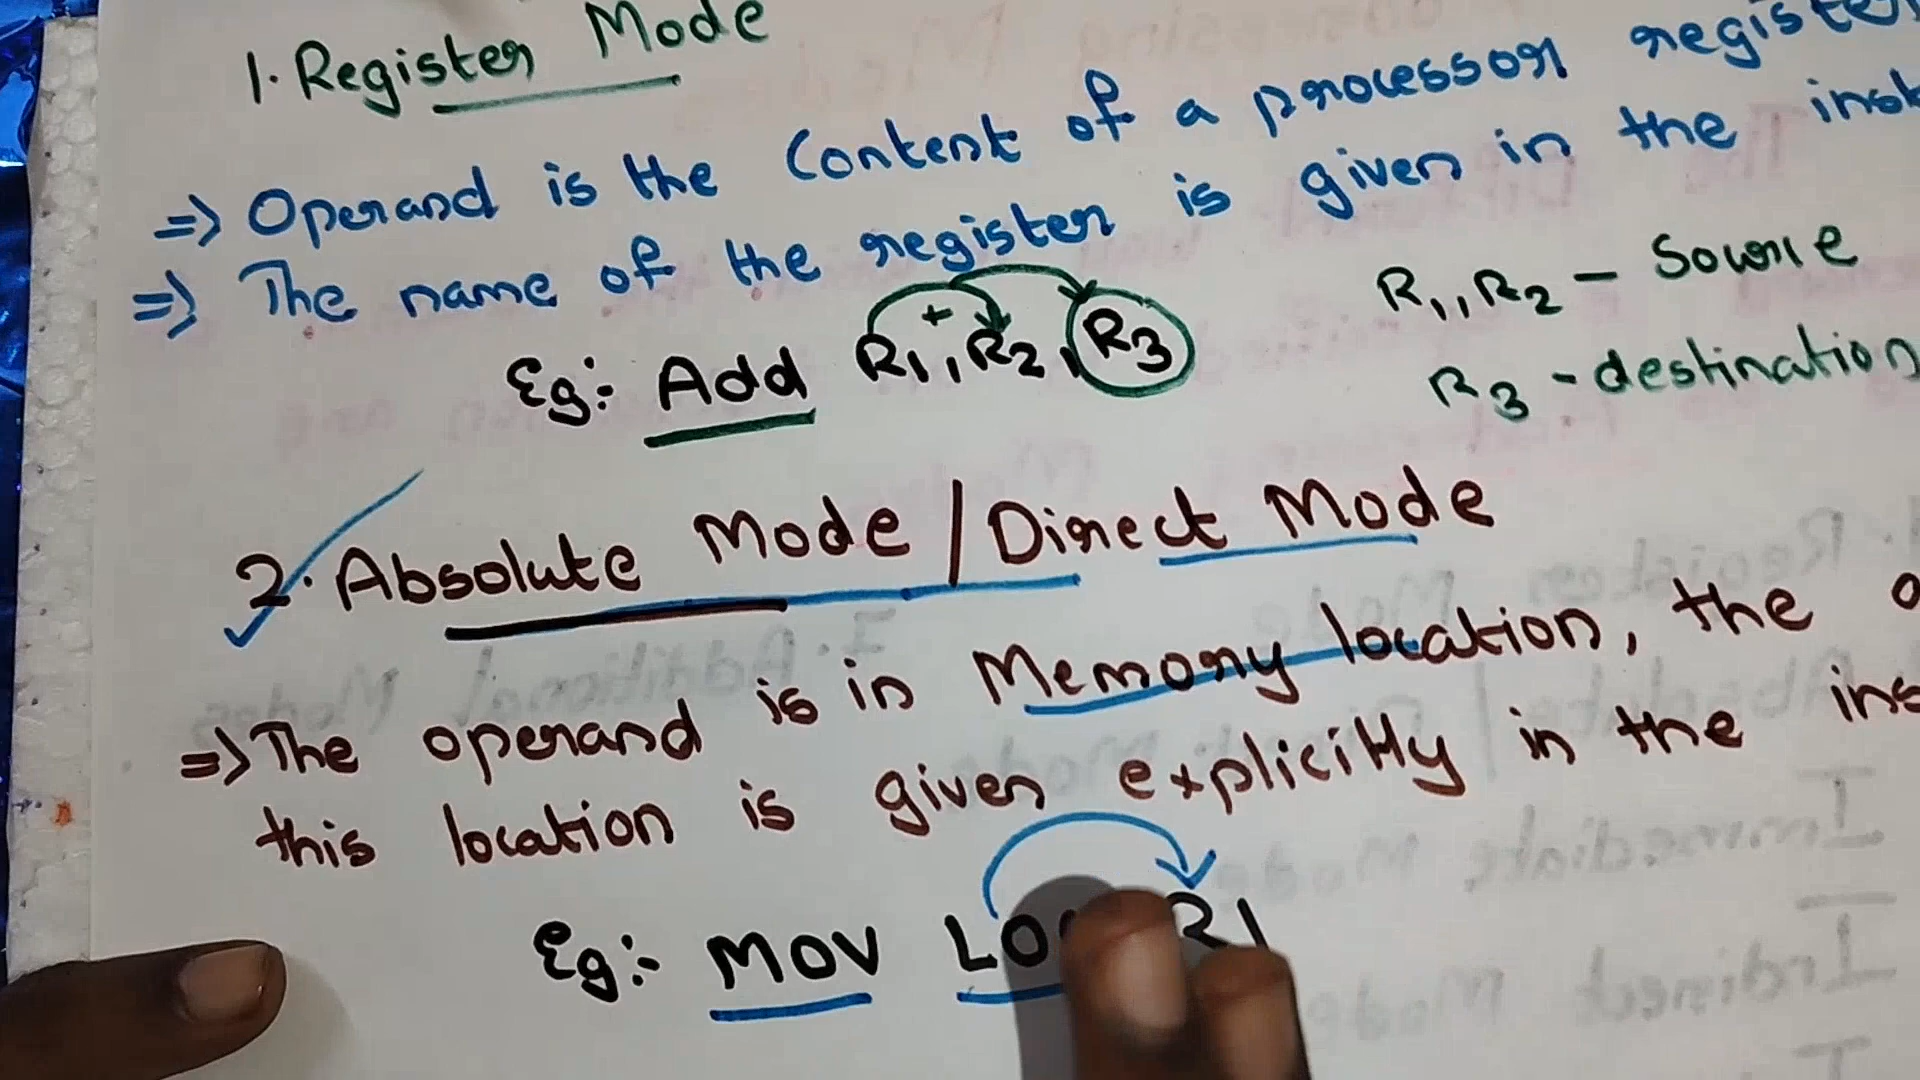 1. Register Mode
=> Operand is the Content of a processor register
=> The name of the register is given in the
Eg:- Add R1, R2, R3
+
R1, R2 - Source
R3 - destination
2. Absolute Mode / Direct Mode
=> The operand is in Memory location, the
this location is given explicitly in the
Eg:- MOV R1